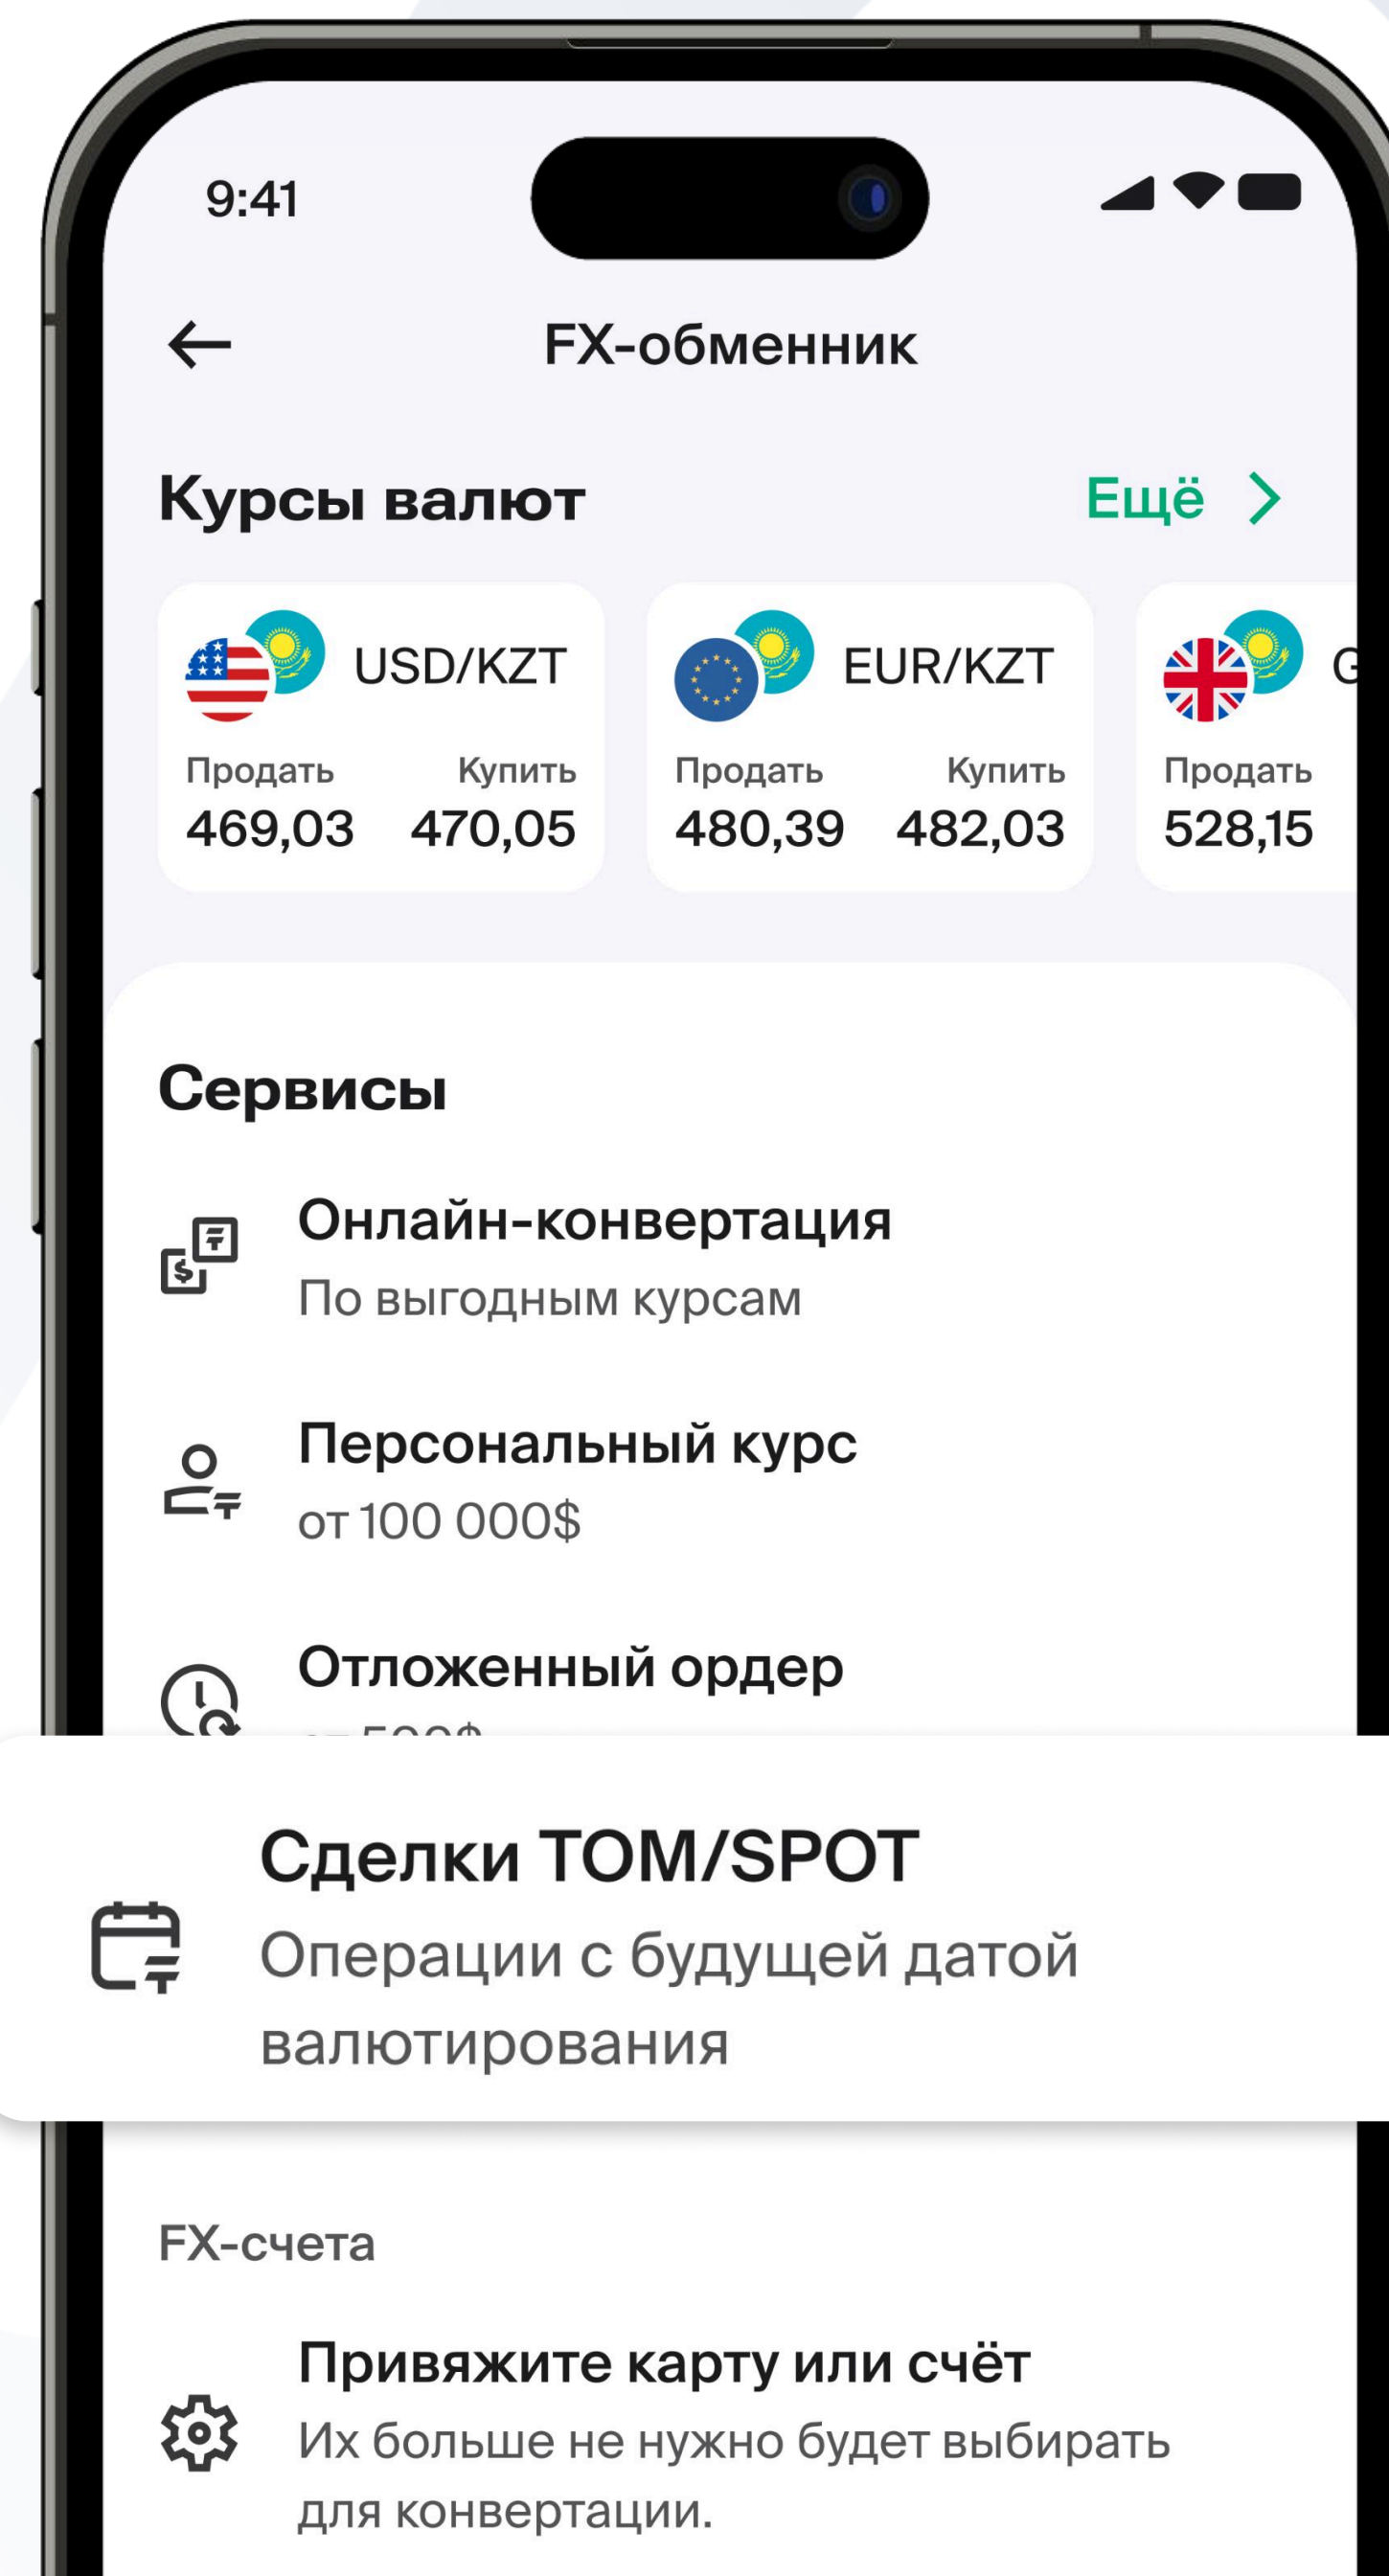 9:41
FX-обменник
Курсы валют
Ещё
USD/KZT
EUR/KZT
Продать Купить
Продать Купить
Продать
469,03 470,05
480,39 482,03
528,15
Сервисы
Онлайн-конвертация
По выгодным курсам
Персональный курс
от 100 000$
Отложенный ордер
от 500$
Сделки TOM/SPOT
Операции с будущей датой
валютирования
FX-счета
Привяжите карту или счёт
Их больше не нужно будет выбирать
для конвертации.